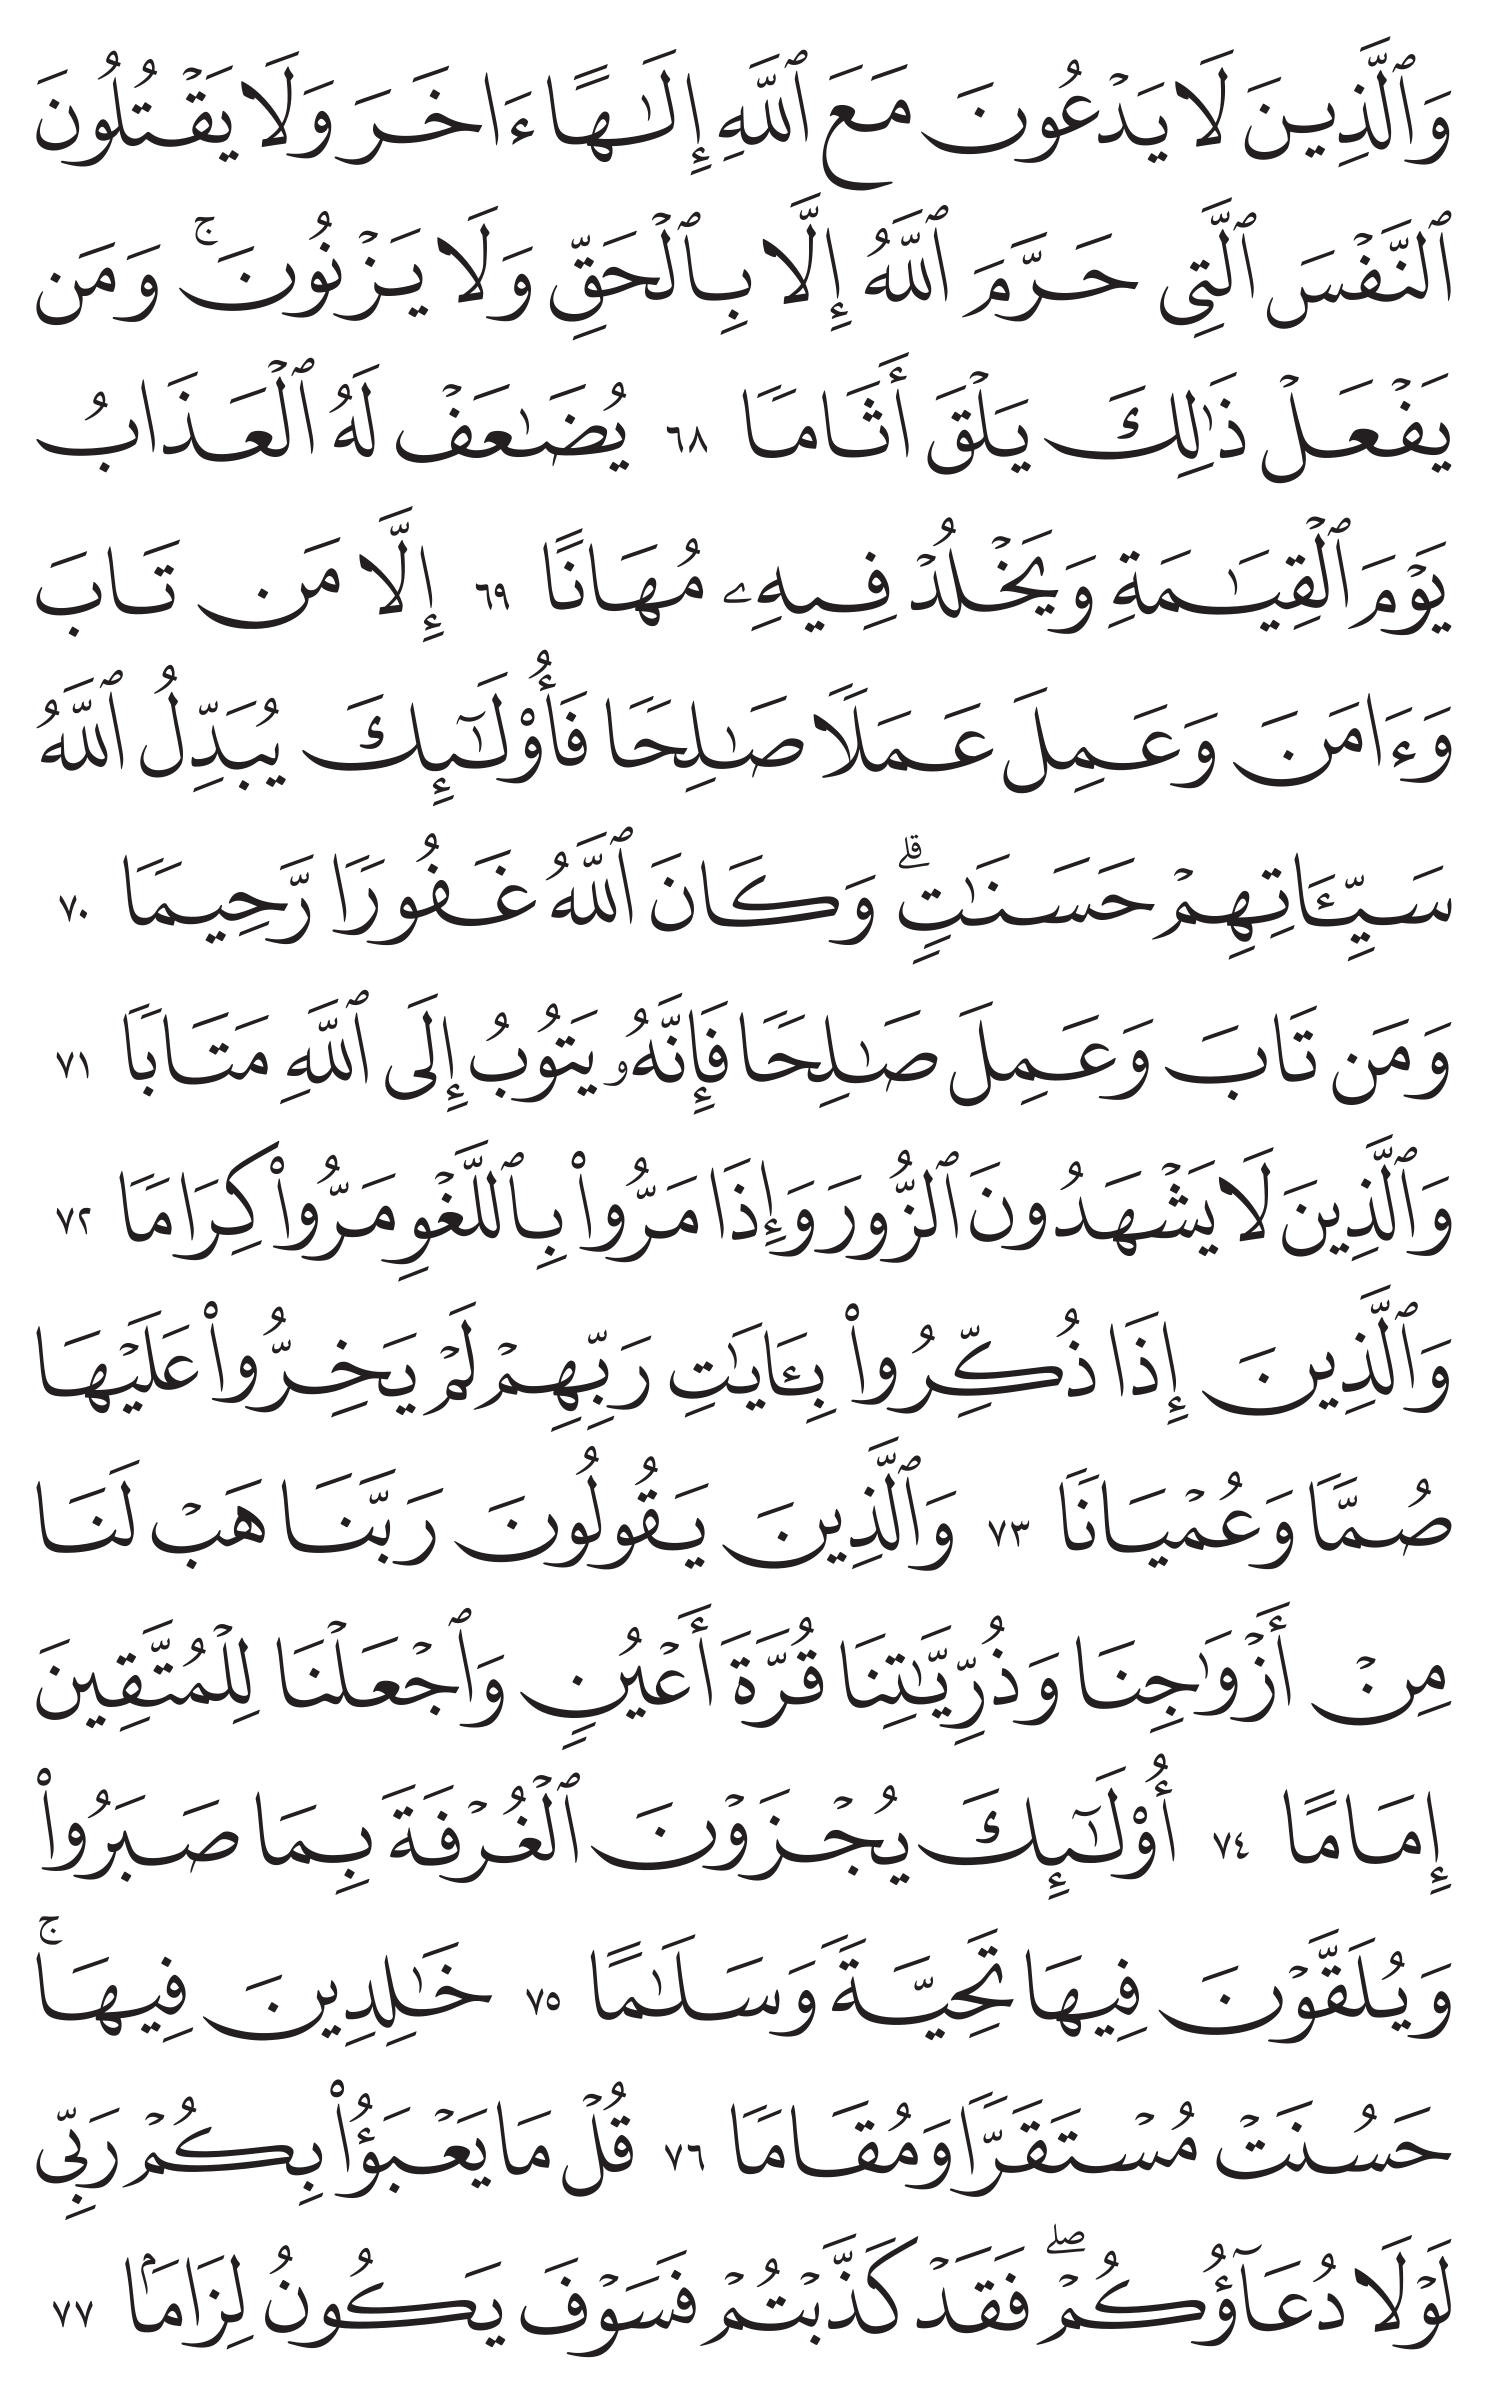 وَٱلَّذِينَ لَا يَدْعُونَ مَعَ ٱللَّهِ إِلَـٰهًا ءَاخَرَ وَلَا يَقْتُلُونَ
ٱلنَّفْسَ ٱلَّتِى حَرَّمَ ٱللَّهُ إِلَّا بِٱلْحَقِّ وَلَا يَزْنُونَ ۚ وَمَن
يَفْعَلْ ذَٰلِكَ يَلْقَ أَثَامًا ٦٨ يُضَـٰعَفْ لَهُ ٱلْعَذَابُ
يَوْمَ ٱلْقِيَـٰمَةِ وَيَخْلُدْ فِيهِۦ مُهَانًا ٦٩ إِلَّا مَن تَابَ
وَءَامَنَ وَعَمِلَ عَمَلًا صَـٰلِحًا فَأُو۟لَـٰٓئِكَ يُبَدِّلُ ٱللَّهُ
سَيِّـَٔاتِهِمْ حَسَنَـٰتٍ ۗ وَكَانَ ٱللَّهُ غَفُورًا رَّحِيمًا ٧٠
وَمَن تَابَ وَعَمِلَ صَـٰلِحًا فَإِنَّهُۥ يَتُوبُ إِلَى ٱللَّهِ مَتَابًا ٧١
وَٱلَّذِينَ لَا يَشْهَدُونَ ٱلزُّورَ وَإِذَا مَرُّوا۟ بِٱللَّغْوِ مَرُّوا۟ كِرَامًا ٧٢
وَٱلَّذِينَ إِذَا ذُكِّرُوا۟ بِـَٔايَـٰتِ رَبِّهِمْ لَمْ يَخِرُّوا۟ عَلَيْهَا
صُمًّا وَعُمْيَانًا ٧٣ وَٱلَّذِينَ يَقُولُونَ رَبَّنَا هَبْ لَنَا
مِنْ أَزْوَٰجِنَا وَذُرِّيَّـٰتِنَا قُرَّةَ أَعْيُنٍ وَٱجْعَلْنَا لِلْمُتَّقِينَ
إِمَامًا ٧٤ أُو۟لَـٰٓئِكَ يُجْزَوْنَ ٱلْغُرْفَةَ بِمَا صَبَرُوا۟
وَيُلَقَّوْنَ فِيهَا تَحِيَّةً وَسَلَـٰمًا ٧٥ خَـٰلِدِينَ فِيهَا ۚ
حَسُنَتْ مُسْتَقَرًّا وَمُقَامًا ٧٦ قُلْ مَا يَعْبَؤُا۟ بِكُمْ رَبِّى
لَوْلَا دُعَآؤُكُمْ ۖ فَقَدْ كَذَّبْتُمْ فَسَوْفَ يَكُونُ لِزَامًۢا ٧٧